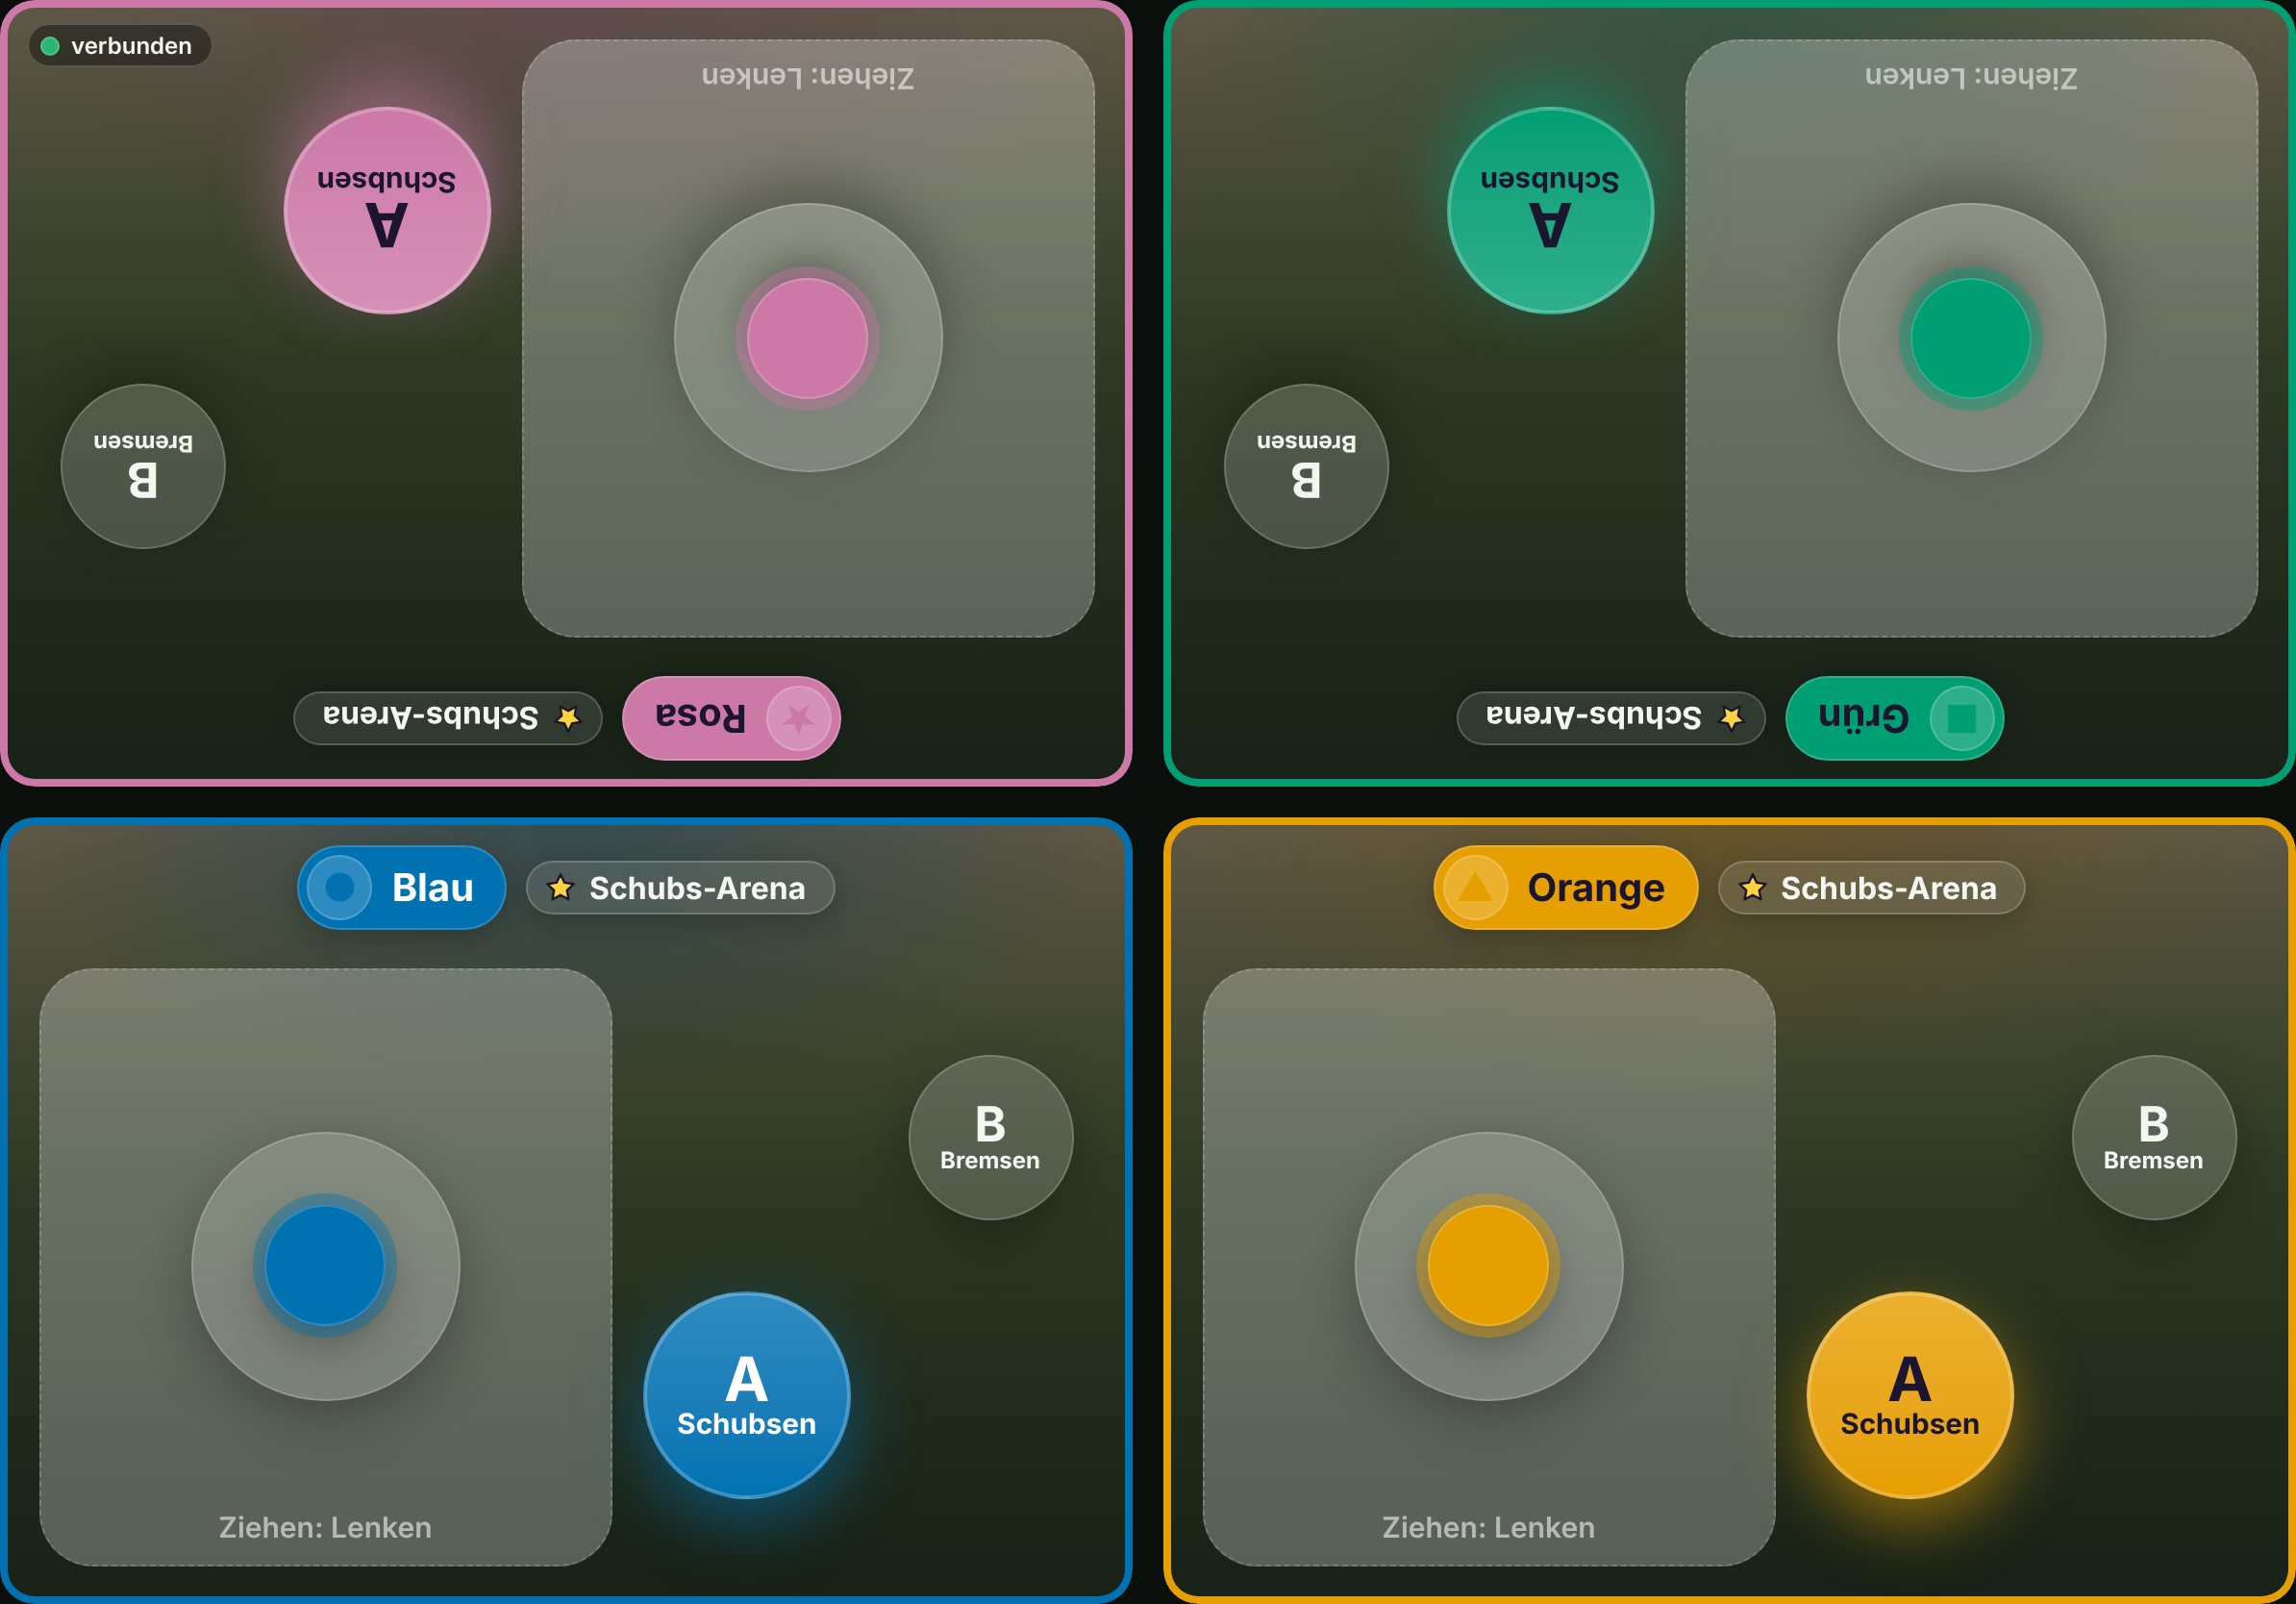 verbunden
Ziehen: Lenken
A
Schubsen
B
Bremsen
Rosa
Schubs-Arena
Ziehen: Lenken
A
Schubsen
B
Bremsen
Grün
Schubs-Arena
Blau
Schubs-Arena
B
Bremsen
A
Schubsen
Ziehen: Lenken
Orange
Schubs-Arena
B
Bremsen
A
Schubsen
Ziehen: Lenken